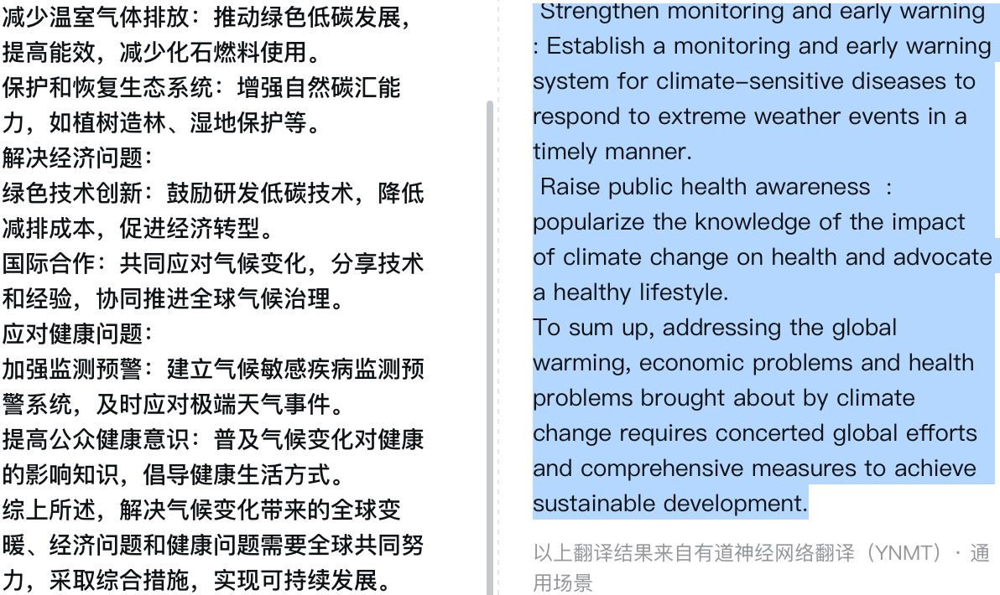 减少温室气体排放：推动绿色低碳发展，
提高能效，减少化石燃料使用。
保护和恢复生态系统：增强自然碳汇能
力，如植树造林、湿地保护等。
解决经济问题：
绿色技术创新：鼓励研发低碳技术，降低
减排成本，促进经济转型。
国际合作：共同应对气候变化，分享技术
和经验，协同推进全球气候治理。
应对健康问题：
加强监测预警：建立气候敏感疾病监测预
警系统，及时应对极端天气事件。
提高公众健康意识：普及气候变化对健康
的影响知识，倡导健康生活方式。
综上所述，解决气候变化带来的全球变
暖、经济问题和健康问题需要全球共同努
力，采取综合措施，实现可持续发展。
Strengthen monitoring and early warning
: Establish a monitoring and early warning
system for climate-sensitive diseases to
respond to extreme weather events in a
timely manner.
Raise public health awareness :
popularize the knowledge of the impact
of climate change on health and advocate
a healthy lifestyle.
To sum up, addressing the global
warming, economic problems and health
problems brought about by climate
change requires concerted global efforts
and comprehensive measures to achieve
sustainable development.
以上翻译结果来自有道神经网络翻译（YNMT）· 通
用场景